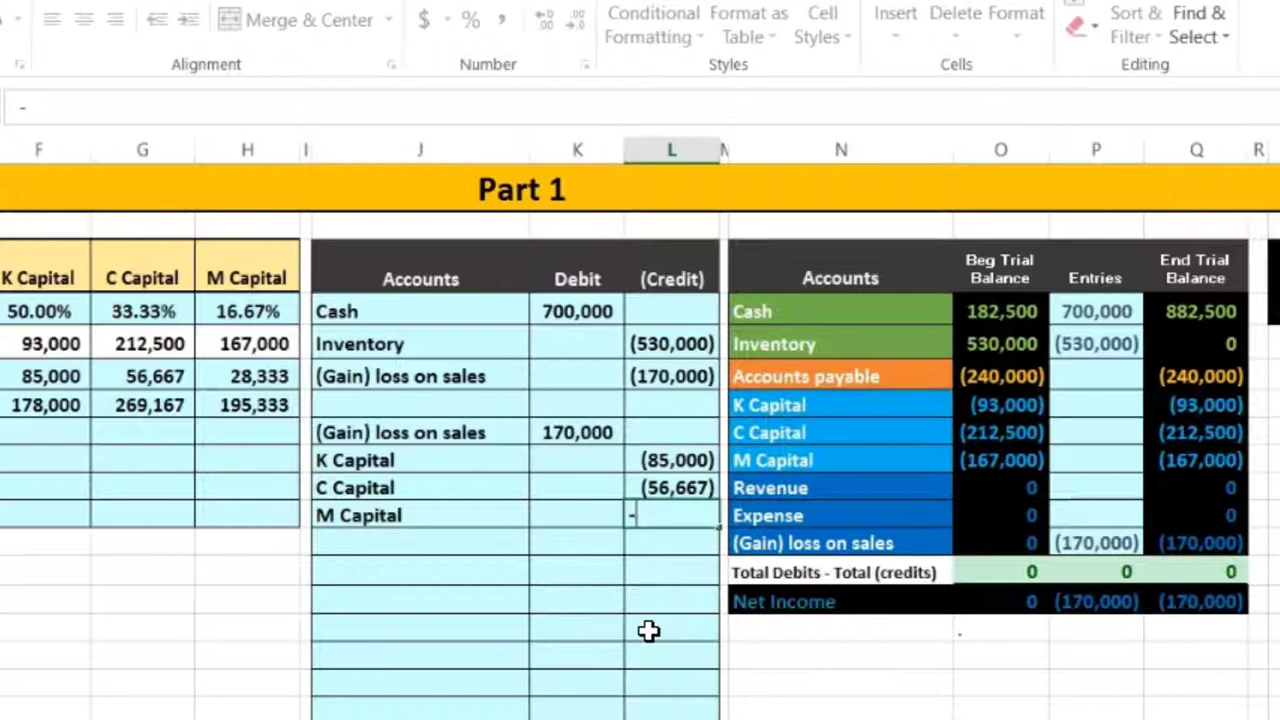 Merge & Center $ % , Conditional Formatting Format as Table Cell Styles Insert Delete Format Sort & Filter Find & Select
Alignment Number Styles Cells Editing
-
F G H I J K L M N O P Q R
Part 1
K Capital C Capital M Capital
50.00% 33.33% 16.67%
93,000 212,500 167,000
85,000 56,667 28,333
178,000 269,167 195,333
Accounts Debit (Credit)
Cash 700,000
Inventory (530,000)
(Gain) loss on sales (170,000)
(Gain) loss on sales 170,000
K Capital (85,000)
C Capital (56,667)
M Capital -
Accounts Beg Trial Balance Entries End Trial Balance
Cash 182,500 700,000 882,500
Inventory 530,000 (530,000) 0
Accounts payable (240,000) (240,000)
K Capital (93,000) (93,000)
C Capital (212,500) (212,500)
M Capital (167,000) (167,000)
Revenue 0 0
Expense 0 0
(Gain) loss on sales 0 (170,000) (170,000)
Total Debits - Total (credits) 0 0 0
Net Income 0 (170,000) (170,000)